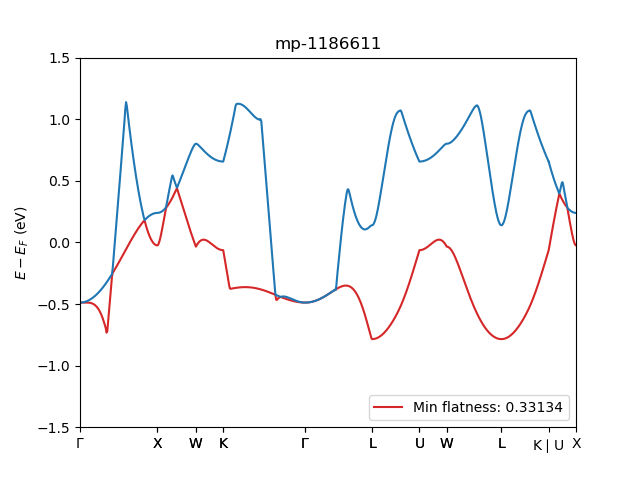 mp-1186611
E − E_F (eV)
1.5
1.0
0.5
0.0
−0.5
−1.0
−1.5
Min flatness: 0.33134
Γ X W K Γ L U W L K | U X